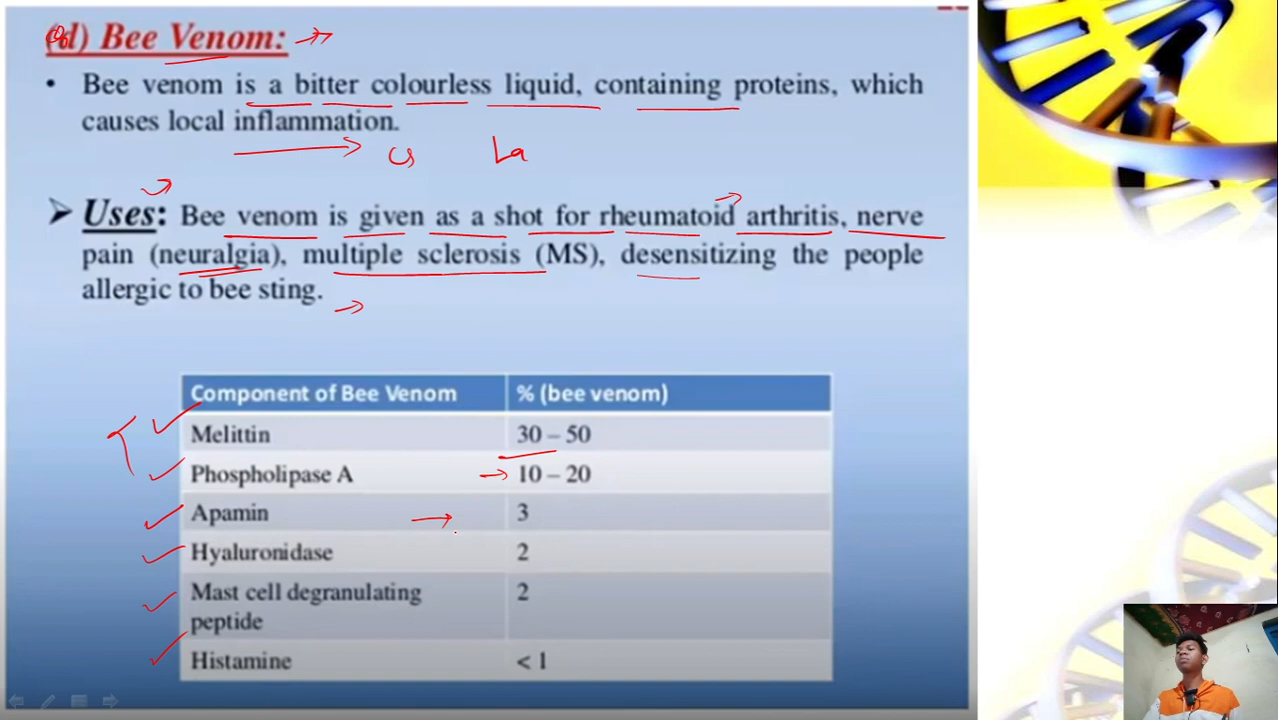 (d) Bee Venom:
• Bee venom is a bitter colourless liquid, containing proteins, which
causes local inflammation.
➤ Uses: Bee venom is given as a shot for rheumatoid arthritis, nerve
pain (neuralgia), multiple sclerosis (MS), desensitizing the people
allergic to bee sting.
Component of Bee Venom % (bee venom)
Melittin 30 – 50
Phospholipase A 10 – 20
Apamin 3
Hyaluronidase 2
Mast cell degranulating 2
peptide
Histamine < 1